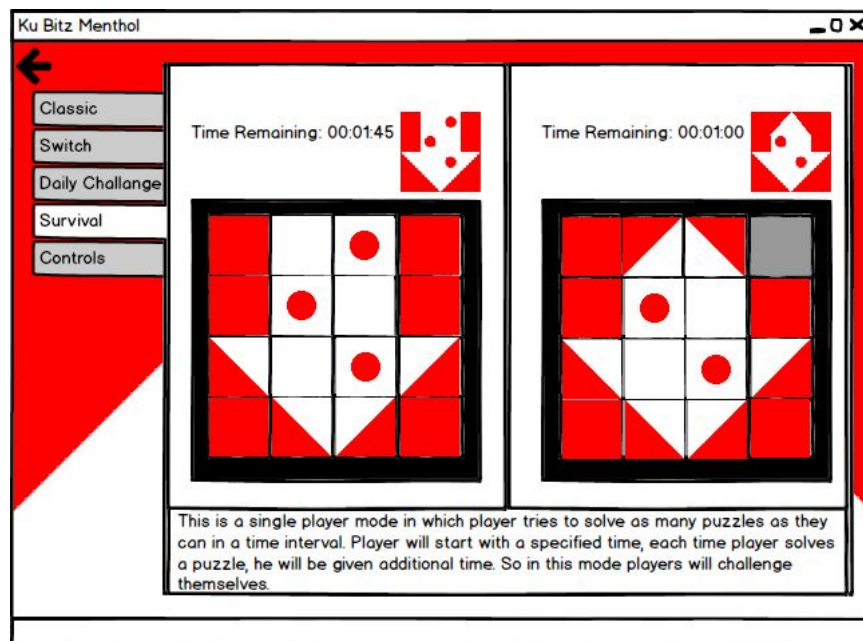 Ku Bitz Menthol
Classic
Switch
Daily Challange
Survival
Controls
Time Remaining: 00:01:45
Time Remaining: 00:01:00
This is a single player mode in which player tries to solve as many puzzles as they
can in a time interval. Player will start with a specified time, each time player solves
a puzzle, he will be given additional time. So in this mode players will challenge
themselves.